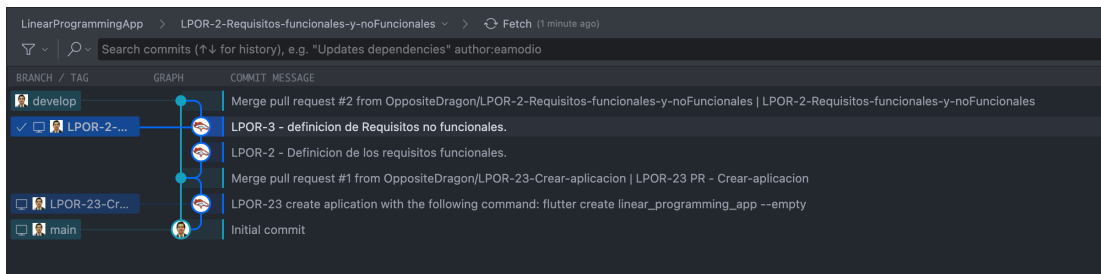 LinearProgrammingApp > LPOR-2-Requisitos-funcionales-y-noFuncionales > Fetch (1 minute ago)
Search commits (↑↓ for history), e.g. "Updates dependencies" author:eamodio
BRANCH / TAG GRAPH COMMIT MESSAGE
develop Merge pull request #2 from OppositeDragon/LPOR-2-Requisitos-funcionales-y-noFuncionales | LPOR-2-Requisitos-funcionales-y-noFuncionales
LPOR-2-... LPOR-3 - definicion de Requisitos no funcionales.
LPOR-2 - Definicion de los requisitos funcionales.
Merge pull request #1 from OppositeDragon/LPOR-23-Crear-aplicacion | LPOR-23 PR - Crear-aplicacion
LPOR-23-Cr... LPOR-23 create aplication with the following command: flutter create linear_programming_app --empty
main Initial commit